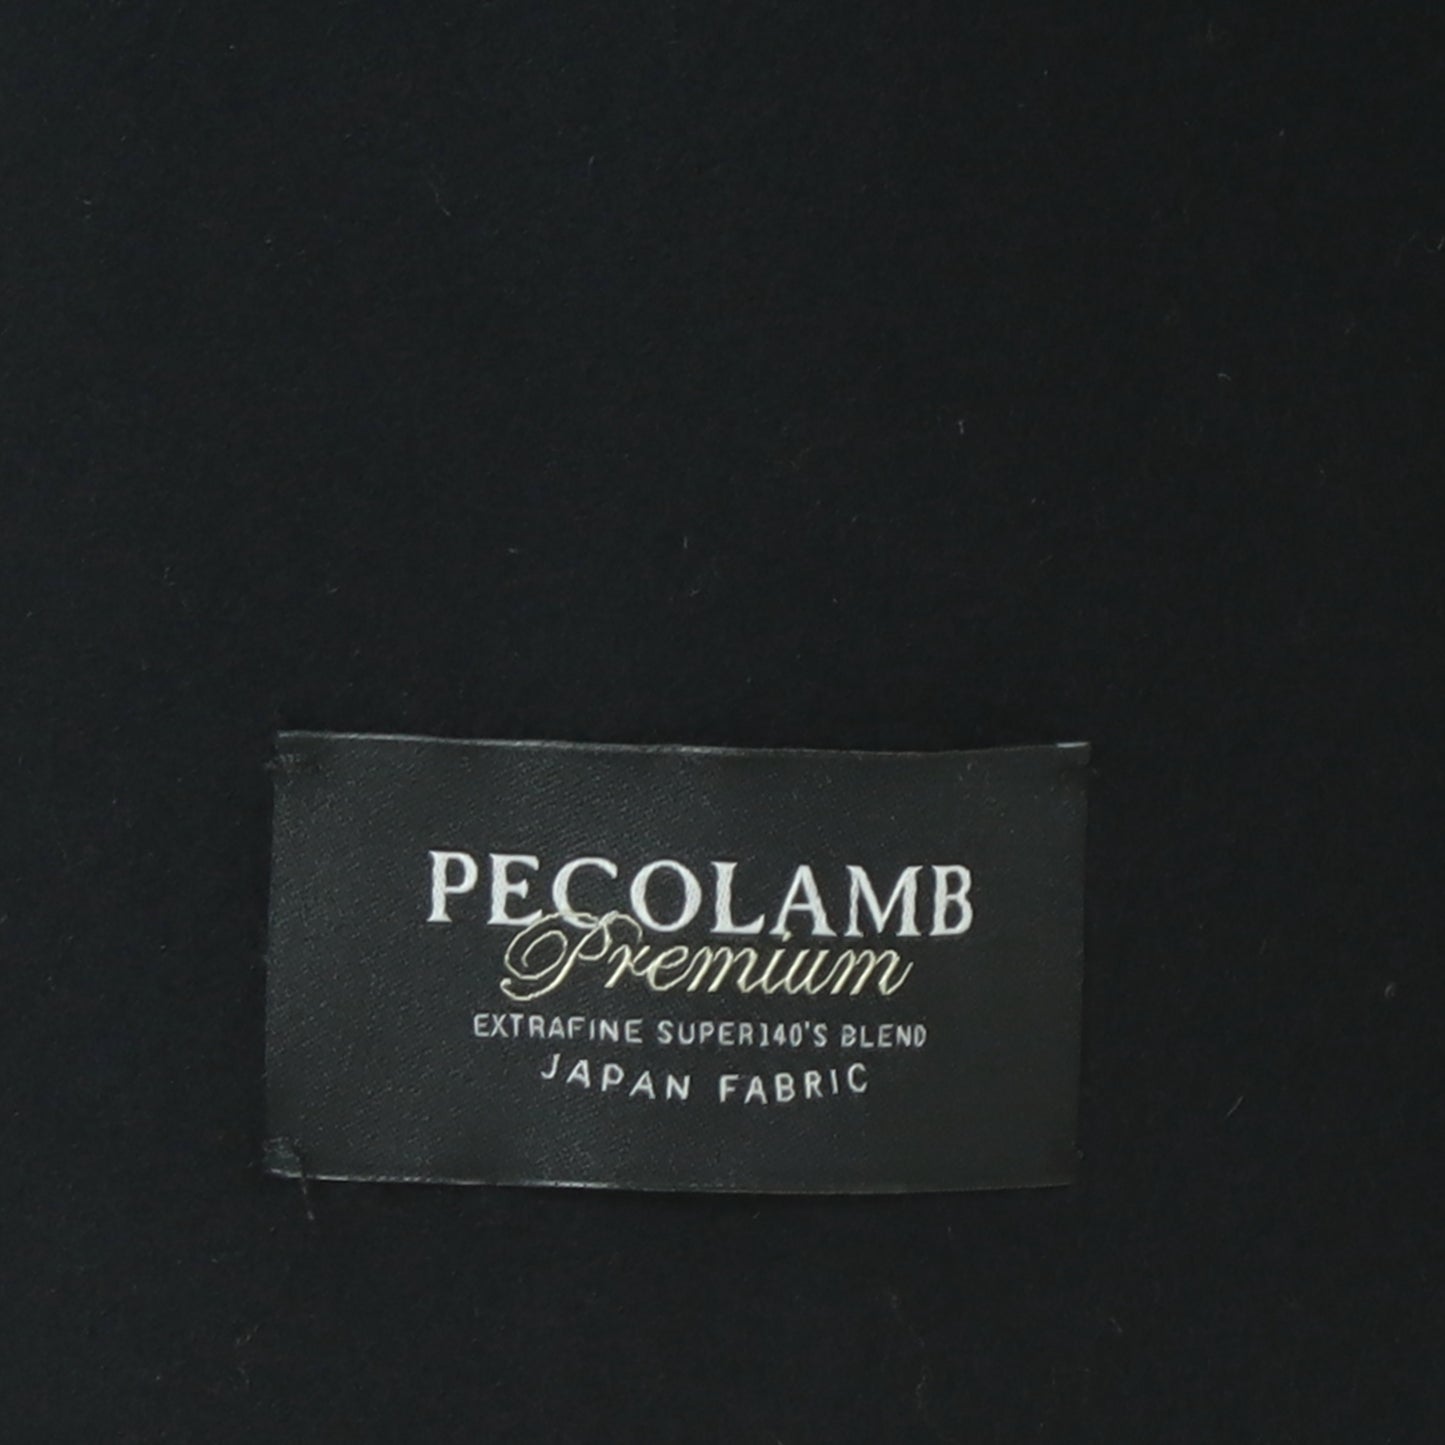 PECOLAMB
Premium
EXTRAFINE SUPER140'S BLEND
JAPAN FABRIC